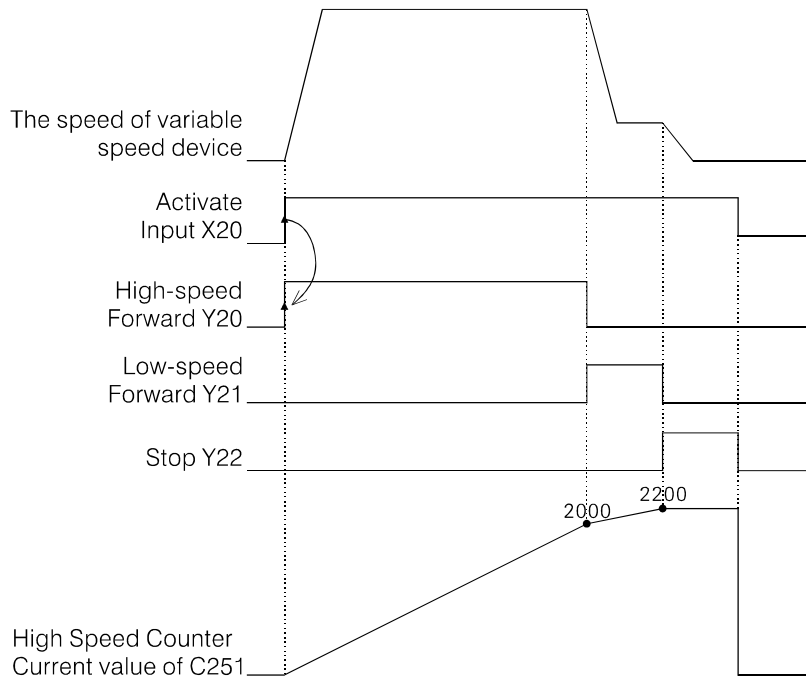 The speed of variable
speed device
Activate
Input X20
High-speed
Forward Y20
Low-speed
Forward Y21
Stop Y22
2000
2200
High Speed Counter
Current value of C251